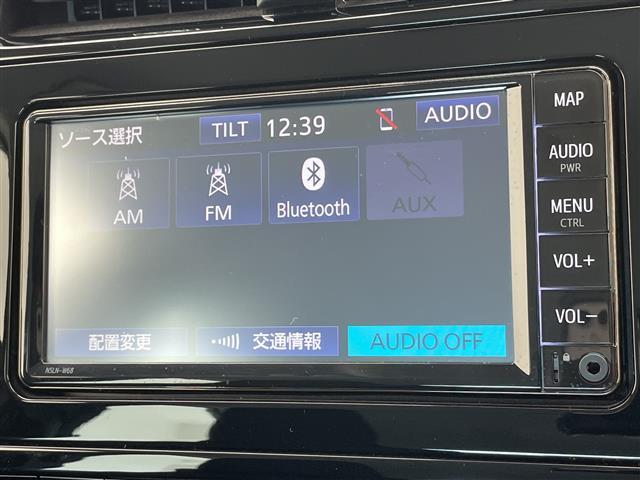 ソース選択
TILT
12:39
AUDIO
AM
FM
Bluetooth
AUX
配置変更
交通情報
AUDIO OFF
NSLN-W68
MAP
AUDIO
PWR
MENU
CTRL
VOL+
VOL-